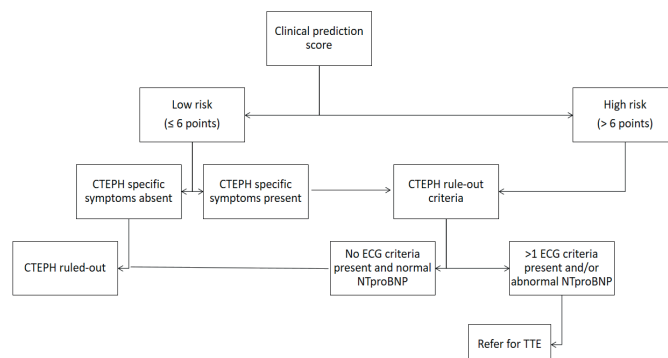 Clinical prediction
score
Low risk
(≤ 6 points)
High risk
(> 6 points)
CTEPH specific
symptoms absent
CTEPH specific
symptoms present
CTEPH rule-out
criteria
CTEPH ruled-out
No ECG criteria
present and normal
NTproBNP
>1 ECG criteria
present and/or
abnormal NTproBNP
Refer for TTE